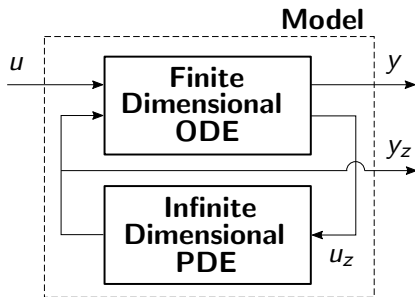 Model
u
Finite
Dimensional
ODE
y
y_z
Infinite
Dimensional
PDE
u_z